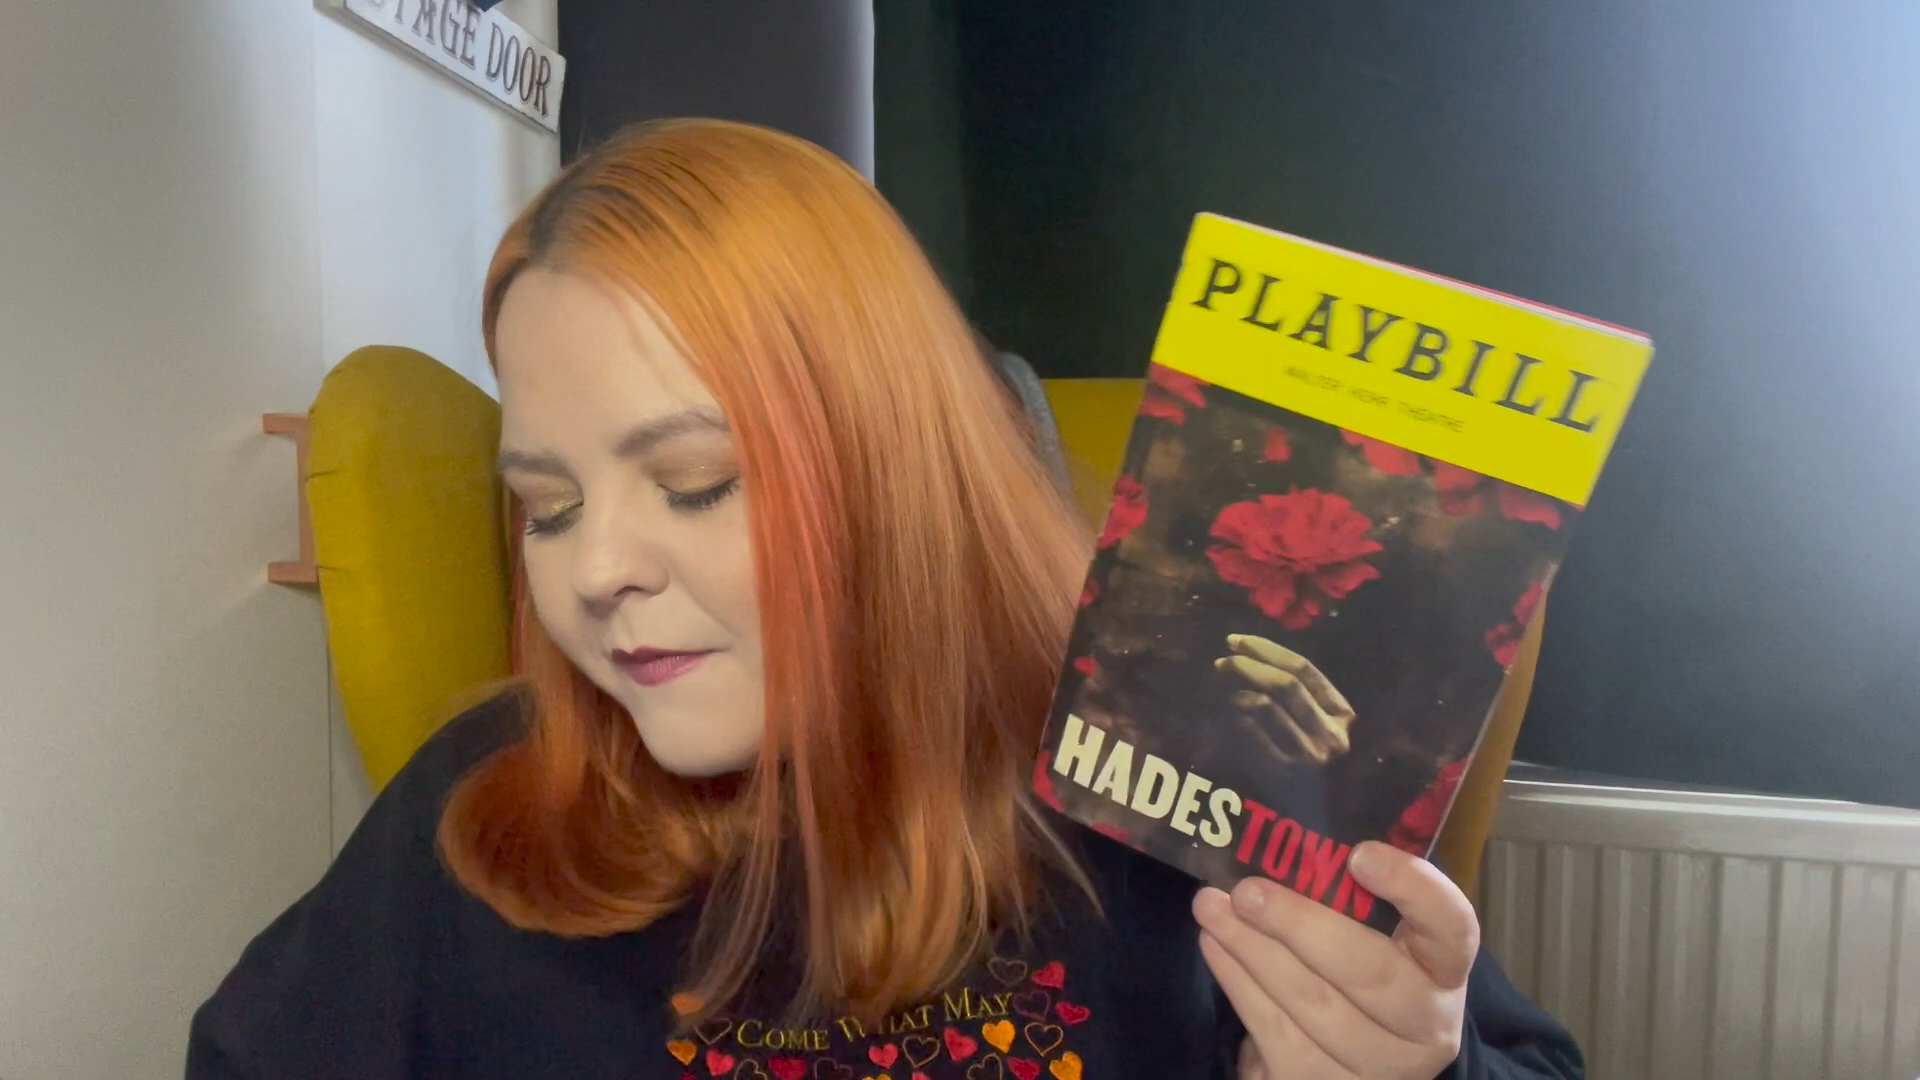 STAGE DOOR
PLAYBILL
WALTER KERR THEATRE
HADESTOWN
COME WHAT MAY